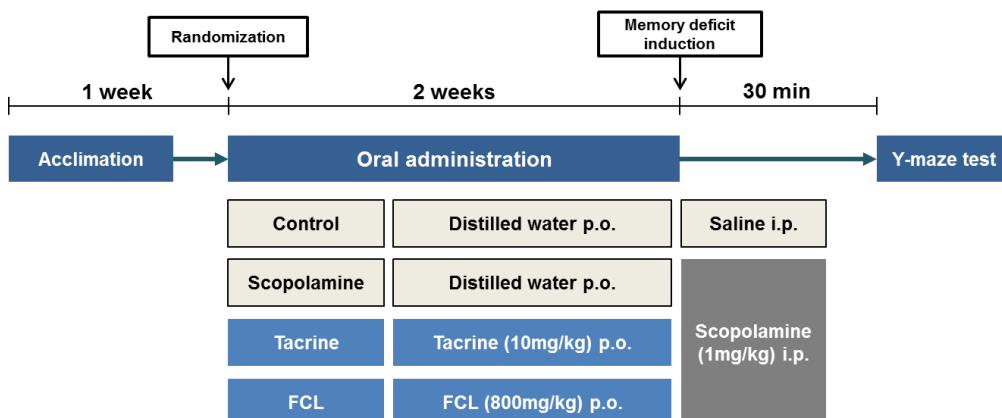 Randomization
Memory deficit
induction
1 week
2 weeks
30 min
Acclimation
Oral administration
Y-maze test
Control
Distilled water p.o.
Saline i.p.
Scopolamine
Distilled water p.o.
Scopolamine
(1mg/kg) i.p.
Tacrine
Tacrine (10mg/kg) p.o.
FCL
FCL (800mg/kg) p.o.